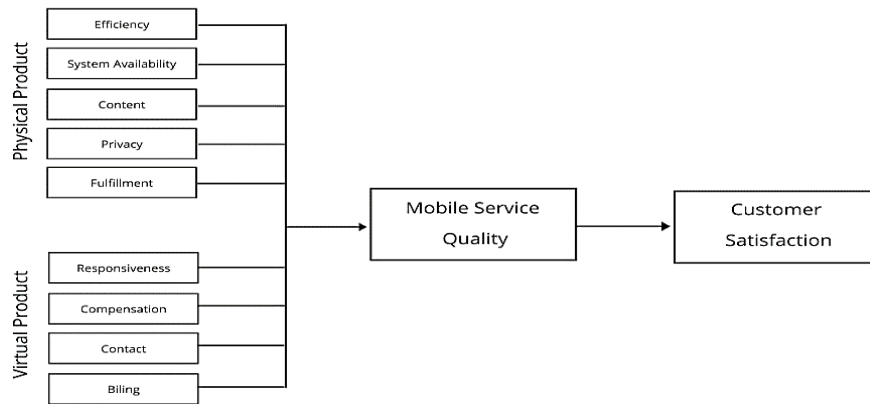 Physical Product
Efficiency
System Availability
Content
Privacy
Fulfillment
Virtual Product
Responsiveness
Compensation
Contact
Biling
Mobile Service
Quality
Customer
Satisfaction